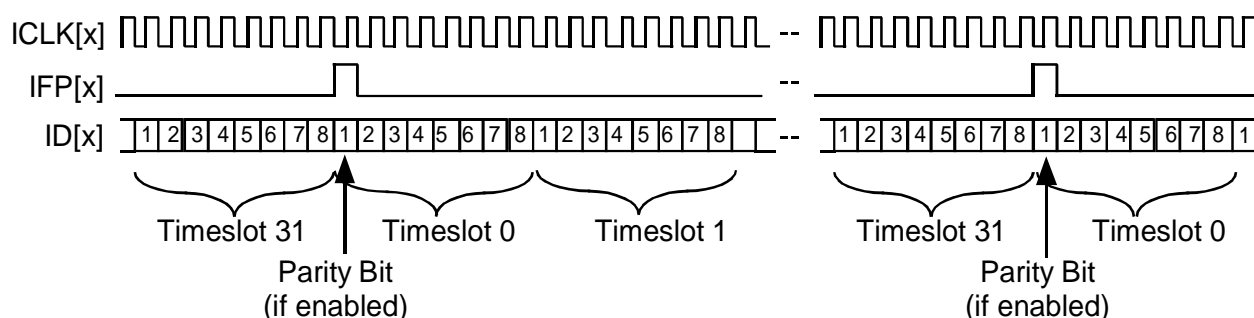 ICLK[x] --
IFP[x] --
ID[x] 1 2 3 4 5 6 7 8 1 2 3 4 5 6 7 8 1 2 3 4 5 6 7 8 -- 1 2 3 4 5 6 7 8 1 2 3 4 5 6 7 8 1
Timeslot 31 Timeslot 0 Timeslot 1 Timeslot 31 Timeslot 0
Parity Bit Parity Bit
(if enabled) (if enabled)